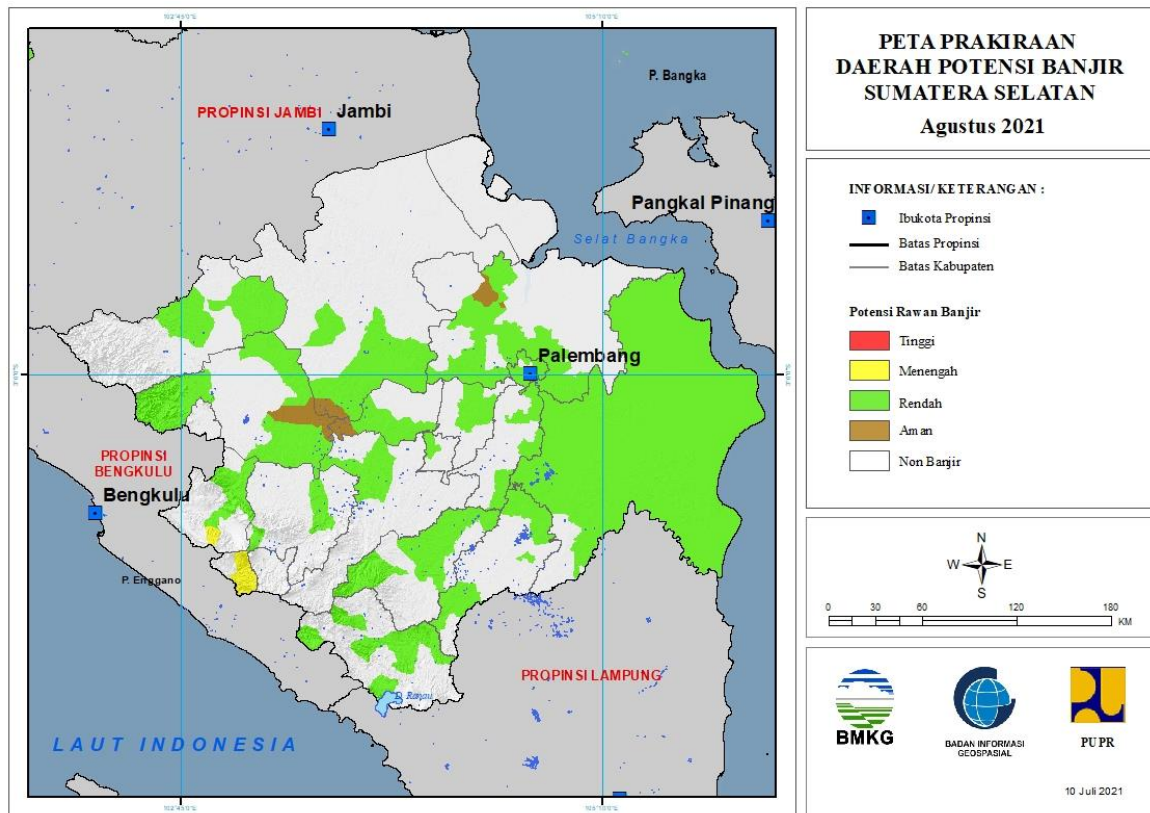 PETA PRAKIRAAN
DAERAH POTENSI BANJIR
SUMATERA SELATAN
Agustus 2021
INFORMASI/ KETERANGAN :
Ibukota Propinsi
Batas Propinsi
Batas Kabupaten
Potensi Rawan Banjir
Tinggi
Menengah
Rendah
Aman
Non Banjir
N
W E
S
0 30 60 120 180
KM
BMKG
BADAN INFORMASI
GEOSPASIAL
PUPR
10 Juli 2021
P. Bangka
PROPINSI JAMBI
Jambi
Pangkal Pinang
Selat Bangka
Palembang
PROPINSI
BENGKULU
Bengkulu
P. Enggano
PROPINSI LAMPUNG
D. Ranau
LAUT INDONESIA